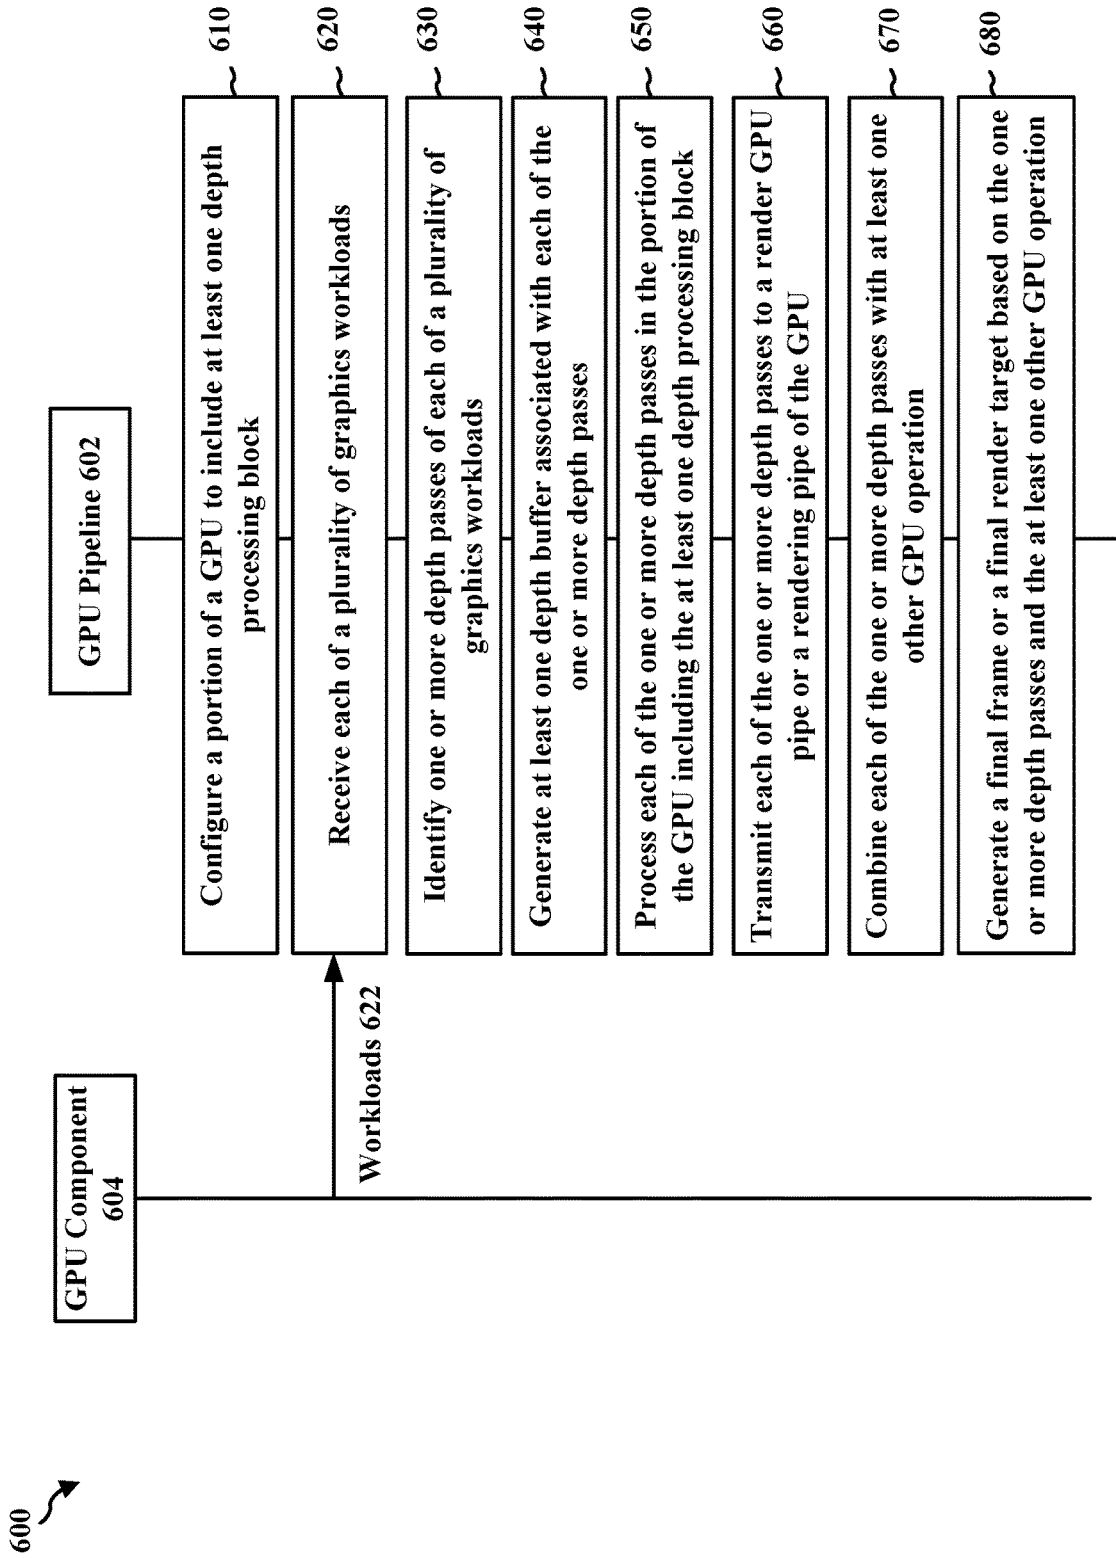 600
GPU Component
604
GPU Pipeline 602
Configure a portion of a GPU to include at least one depth
processing block
610
Workloads 622
Receive each of a plurality of graphics workloads
620
Identify one or more depth passes of each of a plurality of
graphics workloads
630
Generate at least one depth buffer associated with each of the
one or more depth passes
640
Process each of the one or more depth passes in the portion of
the GPU including the at least one depth processing block
650
Transmit each of the one or more depth passes to a render GPU
pipe or a rendering pipe of the GPU
660
Combine each of the one or more depth passes with at least one
other GPU operation
670
Generate a final frame or a final render target based on the one
or more depth passes and the at least one other GPU operation
680